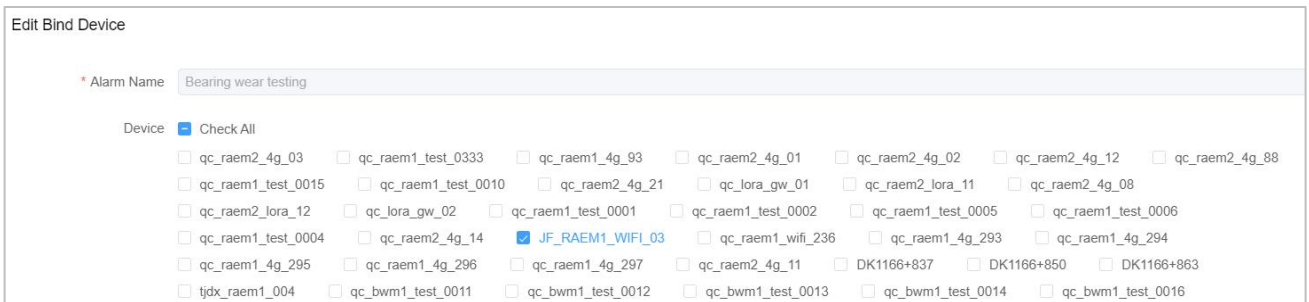 Edit Bind Device
* Alarm Name Bearing wear testing
Device Check All
qc_raem2_4g_03 qc_raem1_test_0333 qc_raem1_4g_93 qc_raem2_4g_01 qc_raem2_4g_02 qc_raem2_4g_12 qc_raem2_4g_88
qc_raem1_test_0015 qc_raem1_test_0010 qc_raem2_4g_21 qc_lora_gw_01 qc_raem2_lora_11 qc_raem2_4g_08
qc_raem2_lora_12 qc_lora_gw_02 qc_raem1_test_0001 qc_raem1_test_0002 qc_raem1_test_0005 qc_raem1_test_0006
qc_raem1_test_0004 qc_raem2_4g_14 JF_RAEM1_WIFI_03 qc_raem1_wifi_236 qc_raem1_4g_293 qc_raem1_4g_294
qc_raem1_4g_295 qc_raem1_4g_296 qc_raem1_4g_297 qc_raem2_4g_11 DK1166+837 DK1166+850 DK1166+863
tjdx_raem1_004 qc_bwm1_test_0011 qc_bwm1_test_0012 qc_bwm1_test_0013 qc_bwm1_test_0014 qc_bwm1_test_0016